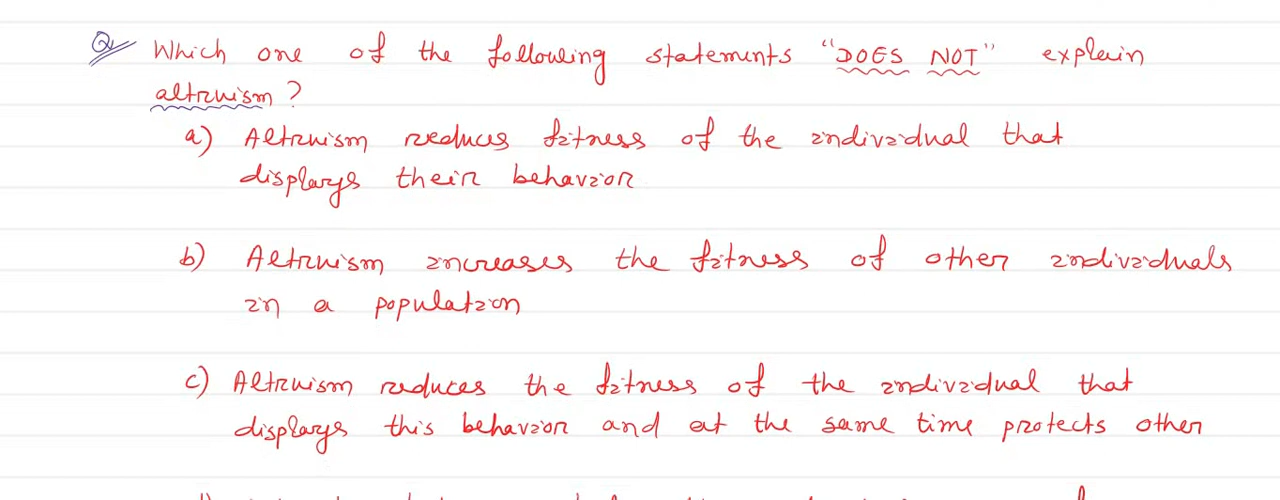 Q Which one of the following statements "DOES NOT" explain
altruism ?
a) Altruism reduces fitness of the individual that
displays their behavior
b) Altruism increases the fitness of other individuals
in a population
c) Altruism reduces the fitness of the individual that
displays this behavior and at the same time protects other